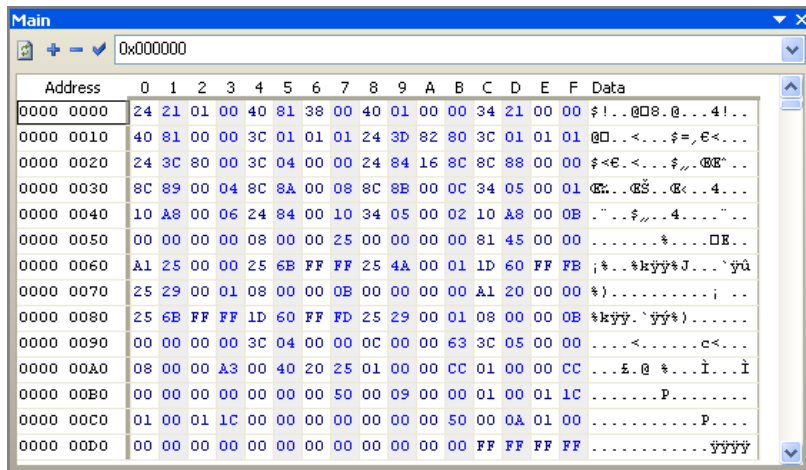 Main
0x000000
Address 0 1 2 3 4 5 6 7 8 9 A B C D E F Data
0000 0000 24 21 01 00 40 81 38 00 40 01 00 00 34 21 00 00 $!..@□8.@...4!..
0000 0010 40 81 00 00 3C 01 01 01 24 3D 82 80 3C 01 01 01 @□..<...$=‚€<...
0000 0020 24 3C 80 00 3C 04 00 00 24 84 16 8C 8C 88 00 00 $<€.<...$„.ŒŒˆ..
0000 0030 8C 89 00 04 8C 8A 00 08 8C 8B 00 0C 34 05 00 01 Œ‰..ŒŠ..Œ‹..4...
0000 0040 10 A8 00 06 24 84 00 10 34 05 00 02 10 A8 00 0B .¨..$„..4....¨..
0000 0050 00 00 00 00 08 00 00 25 00 00 00 00 81 45 00 00 .......%....□E..
0000 0060 A1 25 00 00 25 6B FF FF 25 4A 00 01 1D 60 FF FB ¡%..%kÿÿ%J...`ÿû
0000 0070 25 29 00 01 08 00 00 0B 00 00 00 00 A1 20 00 00 %)..........¡ ..
0000 0080 25 6B FF FF 1D 60 FF FD 25 29 00 01 08 00 00 0B %kÿÿ.`ÿý%)......
0000 0090 00 00 00 00 3C 04 00 00 0C 00 00 63 3C 05 00 00 ....<......c<...
0000 00A0 08 00 00 A3 00 40 20 25 01 00 00 CC 01 00 00 CC ...£.@ %...Ì...Ì
0000 00B0 00 00 00 00 00 00 00 50 00 09 00 00 01 00 01 1C .......P........
0000 00C0 01 00 01 1C 00 00 00 00 00 00 00 50 00 0A 01 00 ...........P....
0000 00D0 00 00 00 00 00 00 00 00 00 00 00 00 FF FF FF FF ............ÿÿÿÿ